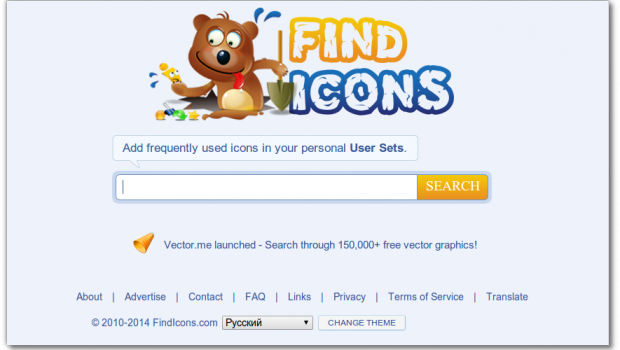 FIND
ICONS
Add frequently used icons in your personal User Sets.
SEARCH
Vector.me launched - Search through 150,000+ free vector graphics!
About | Advertise | Contact | FAQ | Links | Privacy | Terms of Service | Translate
© 2010-2014 FindIcons.com Русский CHANGE THEME